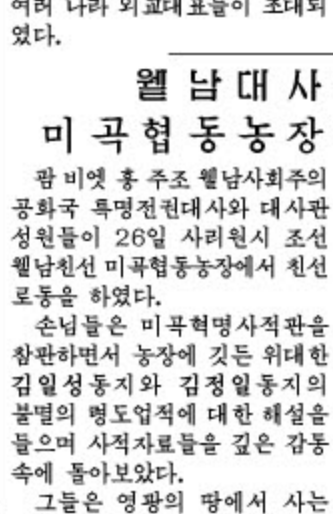 여러 나라 외교대표들이 초대되
였다.
웰남대사
미곡협동농장
팜 비엣 홍 주조 웰남사회주의
공화국 특명전권대사와 대사관
성원들이 26일 사리원시 조선
웰남친선 미곡협동농장에서 친선
로동을 하였다.
손님들은 미곡혁명사적관을
참관하면서 농장에 깃든 위대한
김일성동지와 김정일동지의
불멸의 령도업적에 대한 해설을
들으며 사적자료들을 깊은 감동
속에 돌아보았다.
그들은 영광의 땅에서 사는